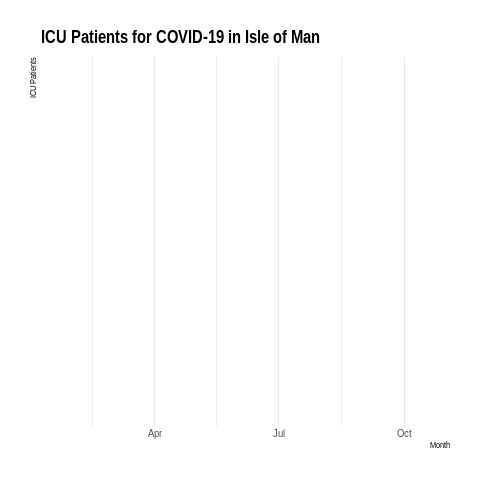 ICU Patients for COVID-19 in Isle of Man
ICU Patients
Apr Jul Oct
Month